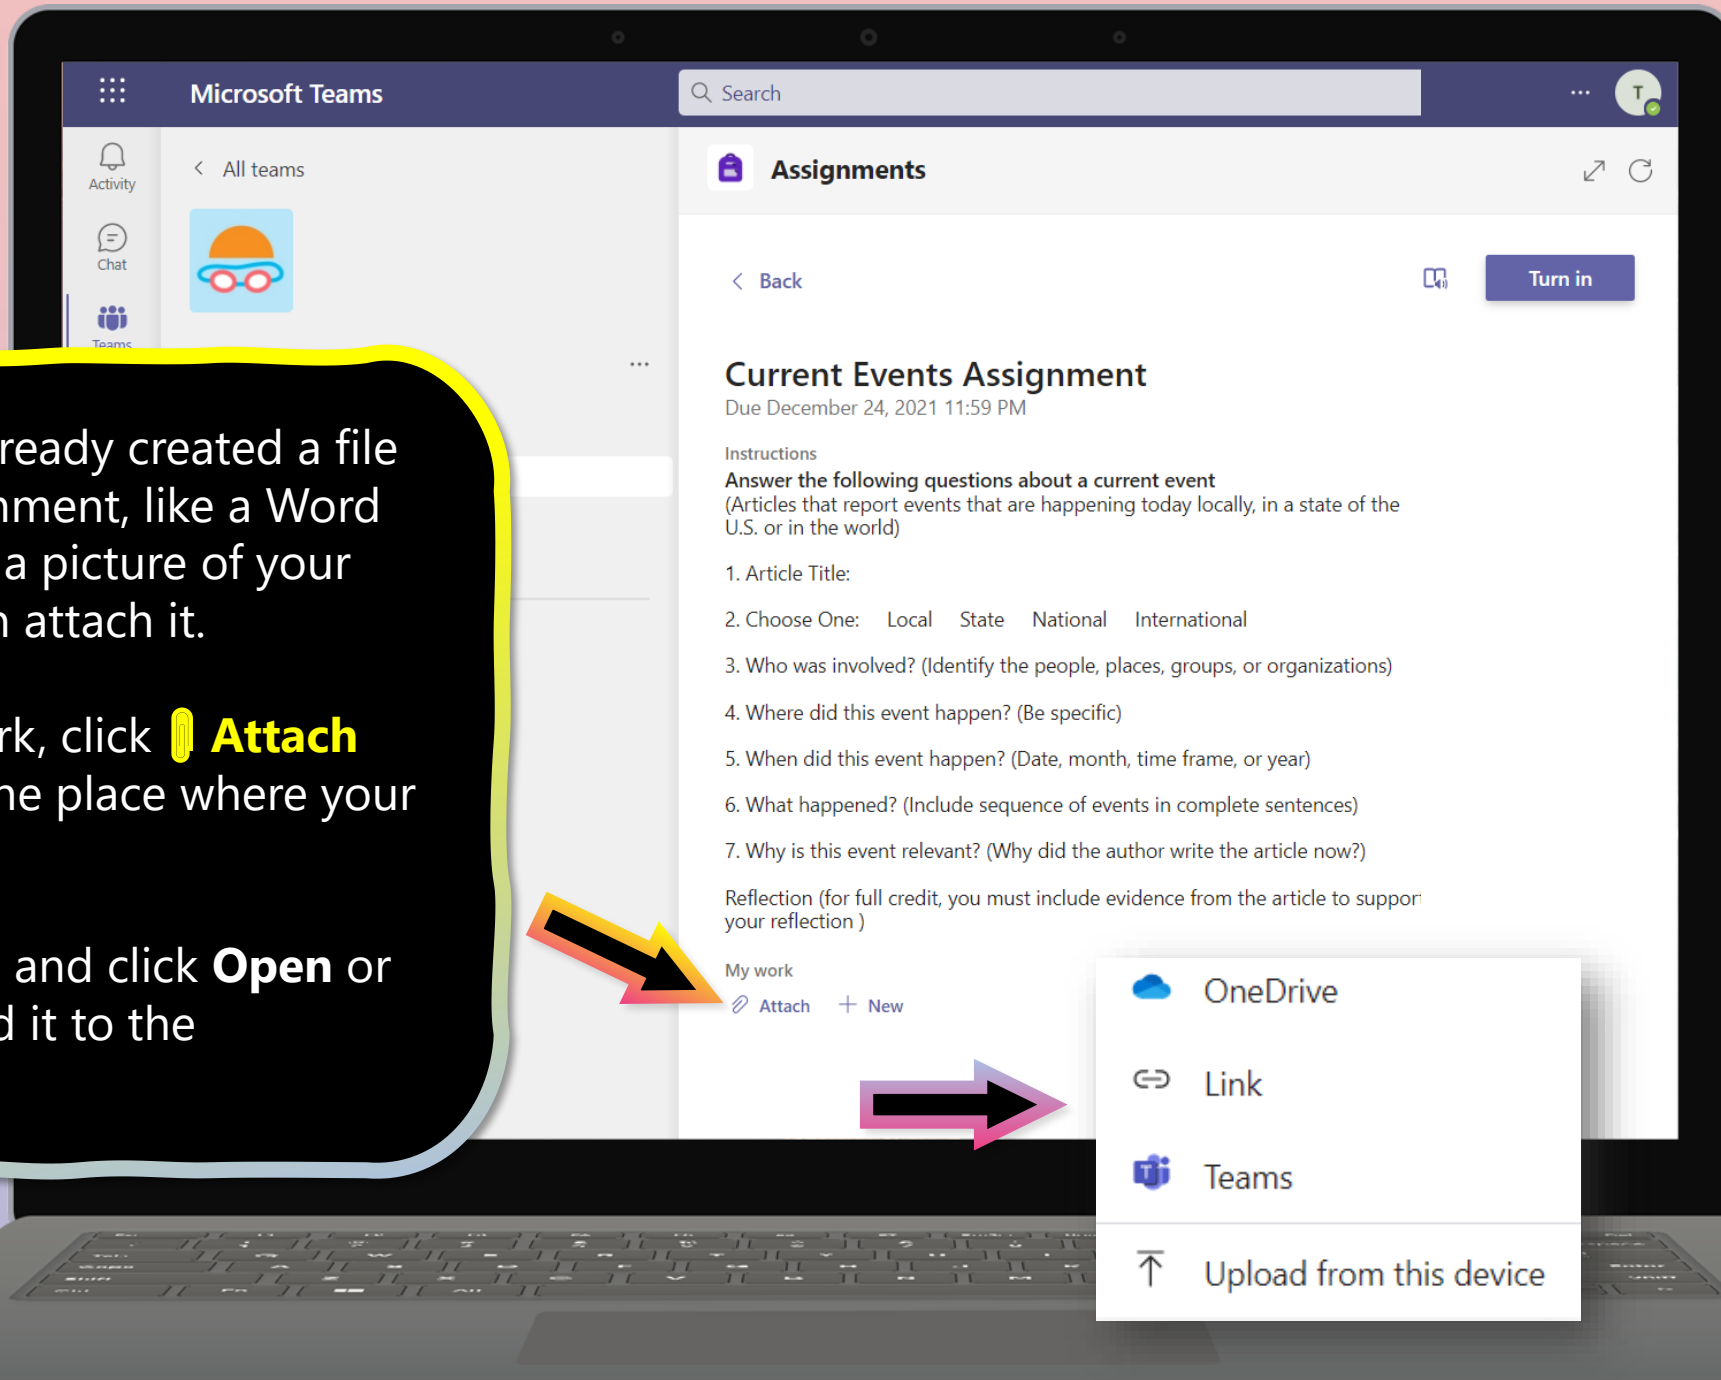 Microsoft Teams
Search
T
Activity
All teams
Assignments
Chat
Back
Turn in
Teams
Current Events Assignment
Due December 24, 2021 11:59 PM
Instructions
Answer the following questions about a current event
(Articles that report events that are happening today locally, in a state of the
U.S. or in the world)
1. Article Title:
2. Choose One: Local State National International
3. Who was involved? (Identify the people, places, groups, or organizations)
4. Where did this event happen? (Be specific)
5. When did this event happen? (Date, month, time frame, or year)
6. What happened? (Include sequence of events in complete sentences)
7. Why is this event relevant? (Why did the author write the article now?)
Reflection (for full credit, you must include evidence from the article to support
your reflection )
My work
Attach + New
ready created a file
nment, like a Word
a picture of your
n attach it.
rk, click Attach
he place where your
and click Open or
d it to the
OneDrive
Link
Teams
Upload from this device